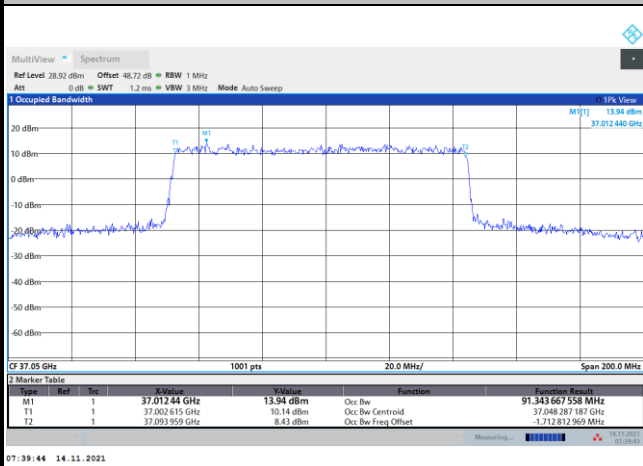 MultiView Spectrum
Ref Level 28.92 dBm Offset 48.72 dB RBW 1 MHz
Att 0 dB SWT 1.2 ms VBW 3 MHz Mode Auto Sweep
1 Occupied Bandwidth 1Pk View
M1[1] 13.94 dBm
37.012 440 GHz
20 dBm
M1
T1
T2
10 dBm
0 dBm
-10 dBm
-20 dBm
-30 dBm
-40 dBm
-50 dBm
-60 dBm
CF 37.05 GHz 1001 pts 20.0 MHz/ Span 200.0 MHz
2 Marker Table
Type Ref Trc X-Value Y-Value Function Function Result
M1 1 37.012 44 GHz 13.94 dBm Occ Bw 91.343 667 558 MHz
T1 1 37.002 615 GHz 10.14 dBm Occ Bw Centroid 37.048 287 187 GHz
T2 1 37.093 959 GHz 8.43 dBm Occ Bw Freq Offset -1.712 812 969 MHz
Measuring... 14.11.2021
07:39:43
07:39:44 14.11.2021